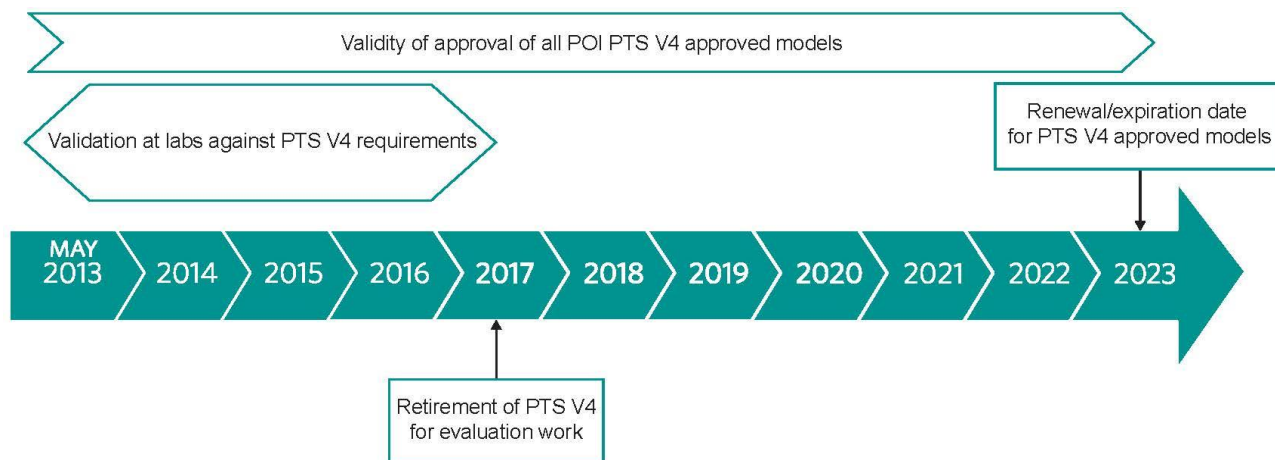 Validity of approval of all POI PTS V4 approved models
Validation at labs against PTS V4 requirements
Renewal/expiration date
for PTS V4 approved models
MAY
2013
2014
2015
2016
2017
2018
2019
2020
2021
2022
2023
Retirement of PTS V4
for evaluation work